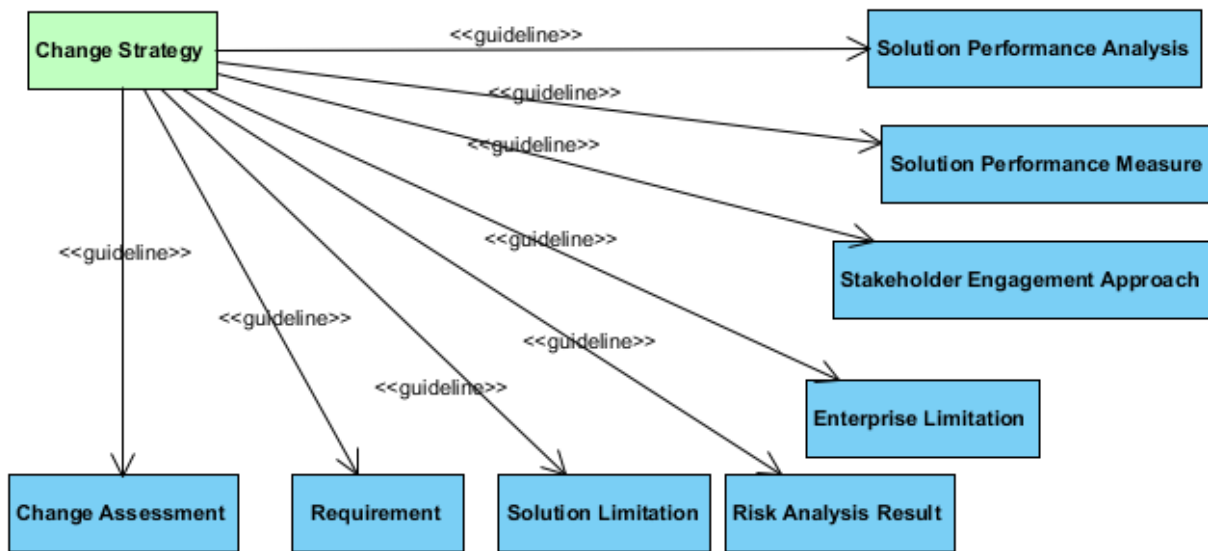 <<guideline>>
Change Strategy
Solution Performance Analysis
<<guideline>>
<<guideline>>
Solution Performance Measure
<<guideline>>
<<guideline>>
Stakeholder Engagement Approach
<<guideline>>
<<guideline>>
<<guideline>>
<<guideline>>
Enterprise Limitation
Change Assessment
Requirement
Solution Limitation
Risk Analysis Result